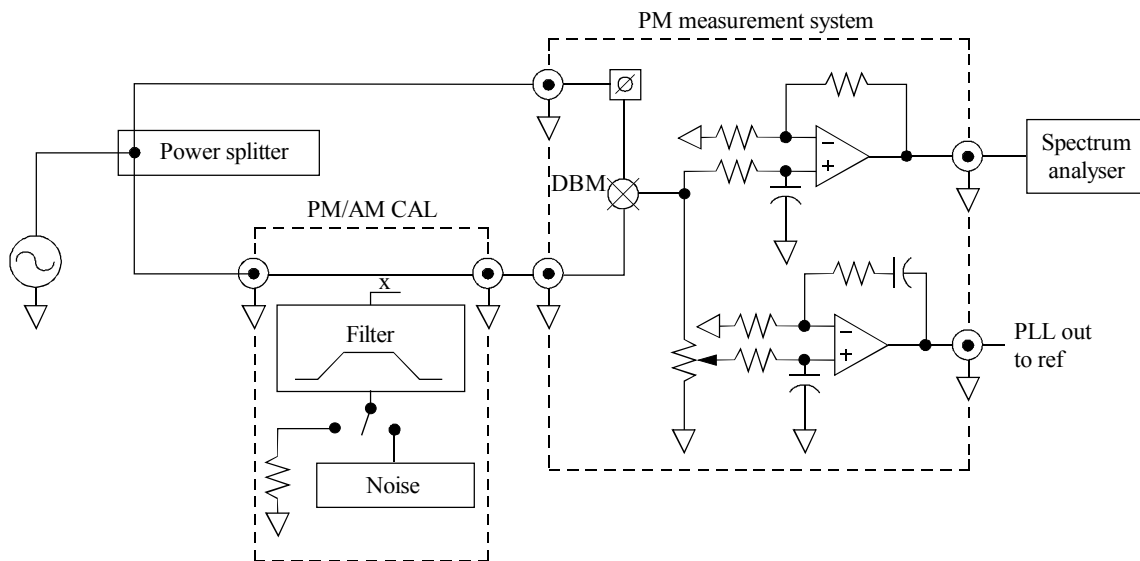 PM measurement system
Ø
Power splitter
Spectrum
analyser
DBM
PM/AM CAL
x
Filter
PLL out
to ref
Noise